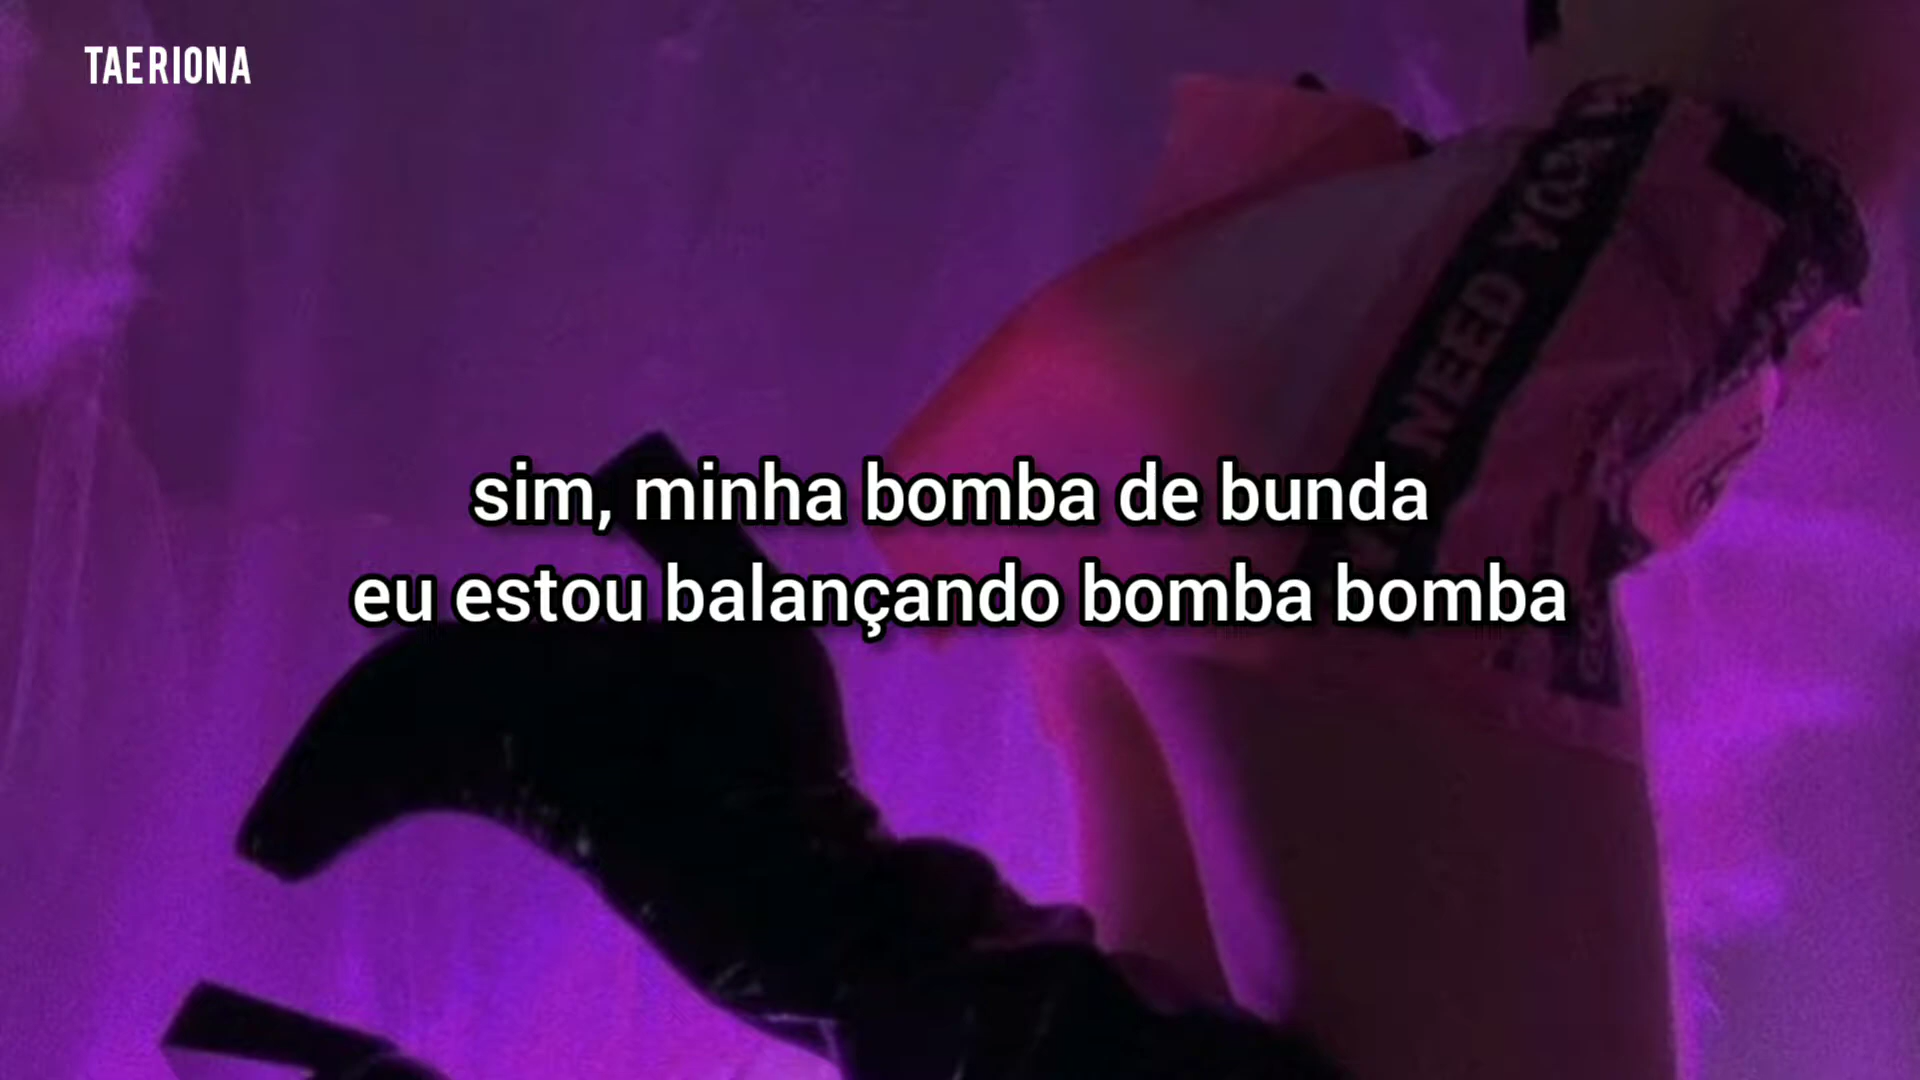 TAERIONA
NEED YOU
sim, minha bomba de bunda
eu estou balançando bomba bomba